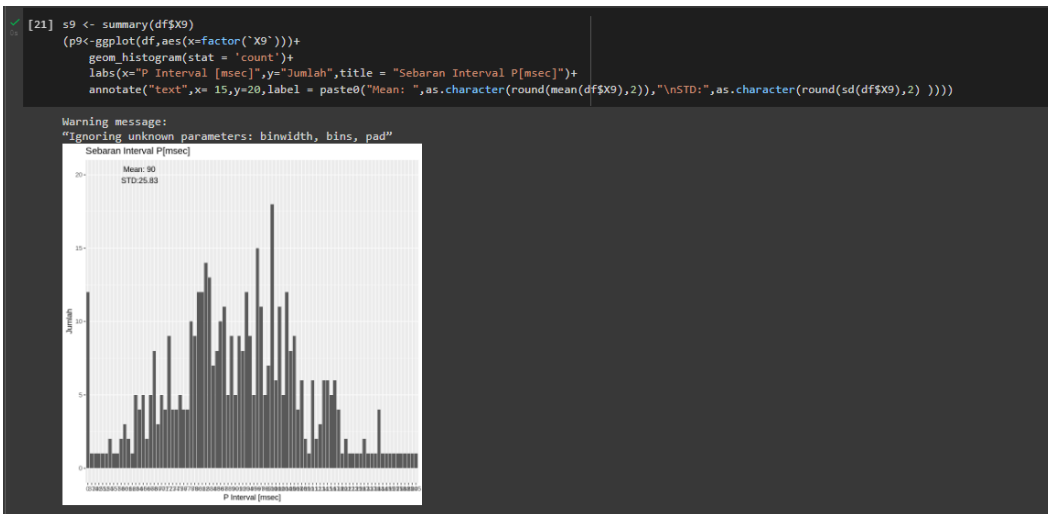 [21] s9 <- summary(df$X9)
(p9<-ggplot(df,aes(x=factor(`X9`)))+
geom_histogram(stat = 'count')+
labs(x="P Interval [msec]",y="Jumlah",title = "Sebaran Interval P[msec]")+
annotate("text",x= 15,y=20,label = paste0("Mean: ",as.character(round(mean(df$X9),2)),"\nSTD:",as.character(round(sd(df$X9),2) ))))
Warning message:
“Ignoring unknown parameters: binwidth, bins, pad”
Sebaran Interval P[msec]
Mean: 90
STD:25.83
20
15
10
5
0
Jumlah
P Interval [msec]